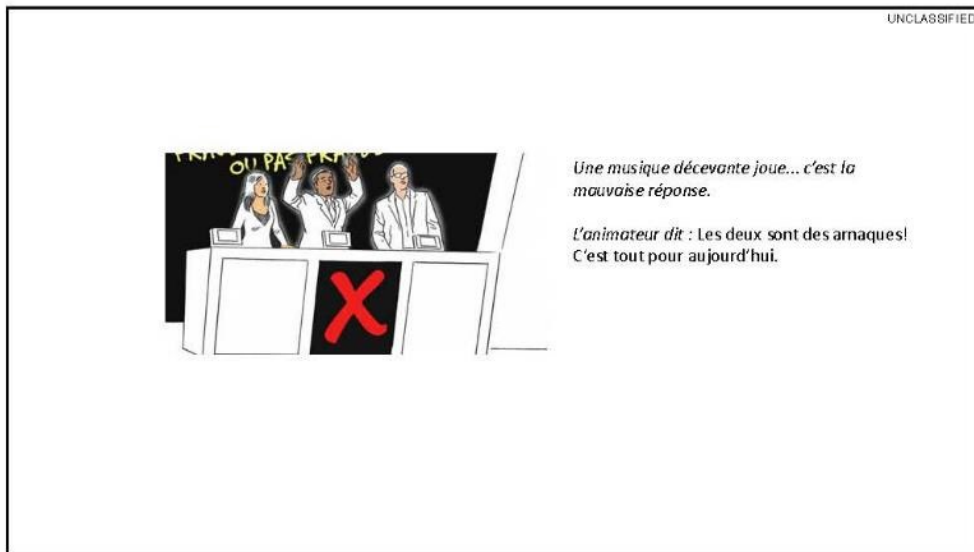 UNCLASSIFIED
OU PAS FRAUDE
Une musique décevante joue... c'est la
mauvaise réponse.
L'animateur dit : Les deux sont des arnaques!
C'est tout pour aujourd'hui.
X